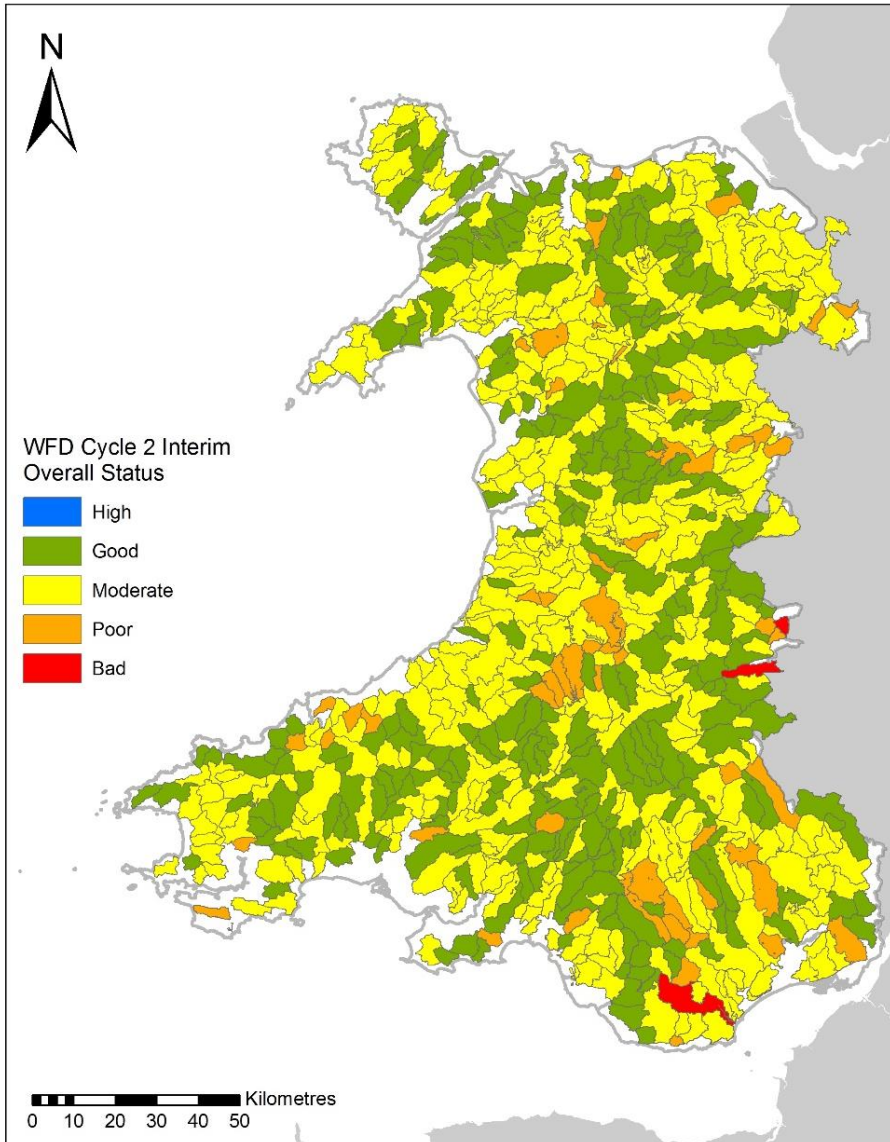 N
WFD Cycle 2 Interim
Overall Status
High
Good
Moderate
Poor
Bad
Kilometres
0 10 20 30 40 50